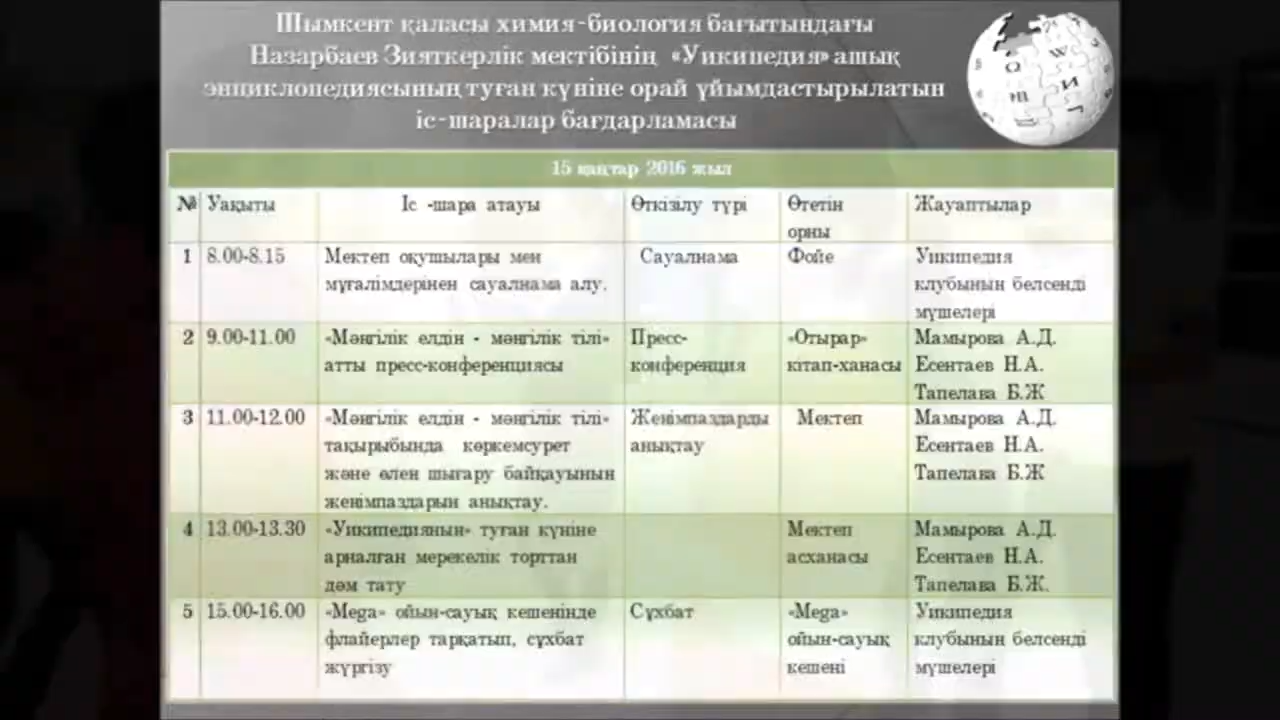 Шымкент қаласы химия-биология бағытындағы
Назарбаев Зияткерлік мектібінің «Уикипедия» ашық
энциклопедиясының туған күніне орай ұйымдастырылатын
іс-шаралар бағдарламасы
15 қаңтар 2016 жыл
№ Уақыты Іс -шара атауы Өткізілу түрі Өтетін орны Жауаптылар
1 8.00-8.15 Мектеп оқушылары мен мұғалімдерінен сауалнама алу. Сауалнама Фойе Уикипедия клубының белсенді мүшелері
2 9.00-11.00 «Мәңгілік елдің - мәңгілік тілі» атты пресс-конференциясы Пресс-конференция «Отырар» кітап-ханасы Мамырова А.Д. Есентаев Н.А. Тапелава Б.Ж
3 11.00-12.00 «Мәңгілік елдің - мәңгілік тілі» тақырыбында көркемсурет және өлең шығару байқауының жеңімпаздарын анықтау. Жеңімпаздарды анықтау Мектеп Мамырова А.Д. Есентаев Н.А. Тапелава Б.Ж
4 13.00-13.30 «Уикипедияның» туған күніне арналған мерекелік торттан дәм тату Мектеп асханасы Мамырова А.Д. Есентаев Н.А. Тапелава Б.Ж.
5 15.00-16.00 «Mega» ойын-сауық кешенінде флайерлер тарқатып, сұхбат жүргізу Сұхбат «Mega» ойын-сауық кешені Уикипедия клубының белсенді мүшелері